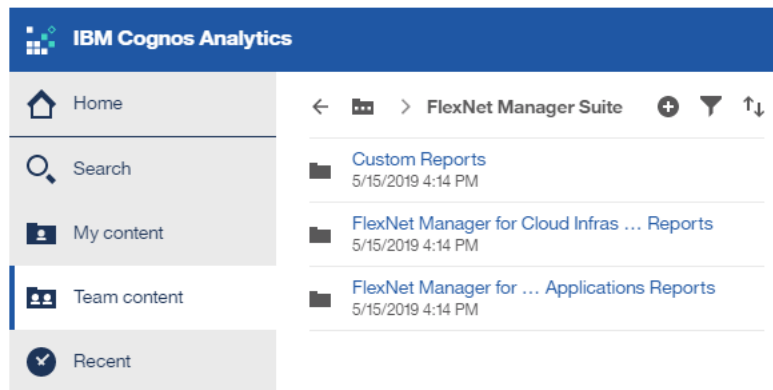 IBM Cognos Analytics
Home
Search
My content
Team content
Recent
FlexNet Manager Suite
Custom Reports
5/15/2019 4:14 PM
FlexNet Manager for Cloud Infras ... Reports
5/15/2019 4:14 PM
FlexNet Manager for ... Applications Reports
5/15/2019 4:14 PM